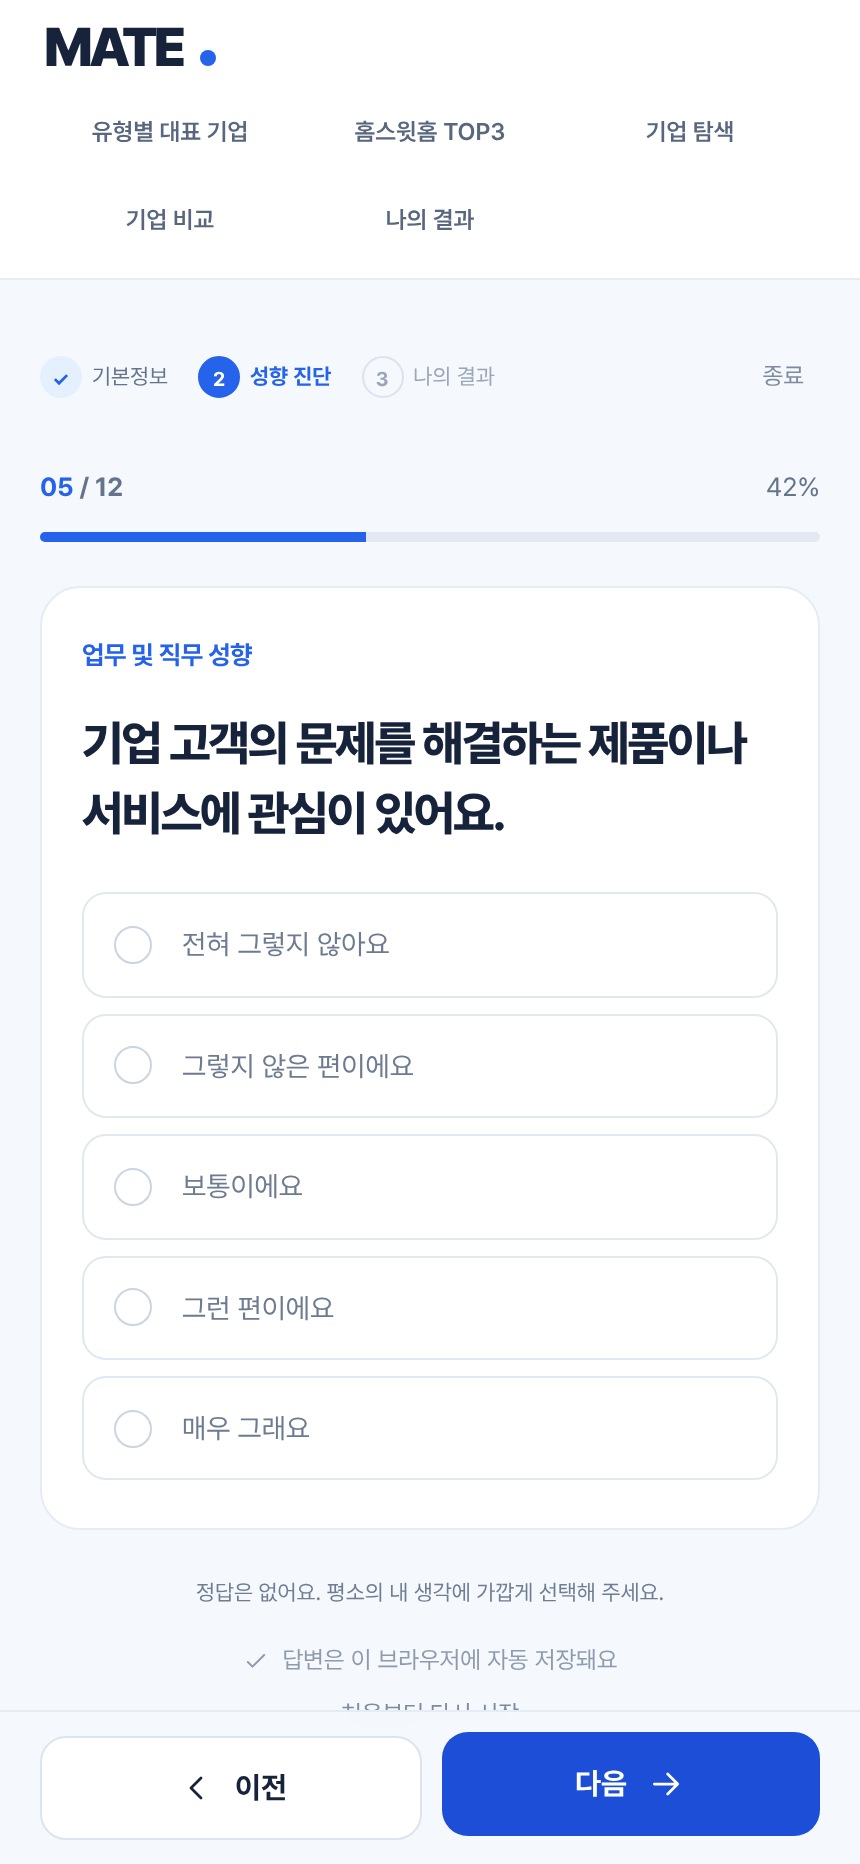 MATE
유형별 대표 기업 홈스윗홈 TOP3 기업 탐색
기업 비교 나의 결과
기본정보 2 성향 진단 3 나의 결과 종료
05 / 12 42%
업무 및 직무 성향
기업 고객의 문제를 해결하는 제품이나
서비스에 관심이 있어요.
전혀 그렇지 않아요
그렇지 않은 편이에요
보통이에요
그런 편이에요
매우 그래요
정답은 없어요. 평소의 내 생각에 가깝게 선택해 주세요.
답변은 이 브라우저에 자동 저장돼요
이전 다음